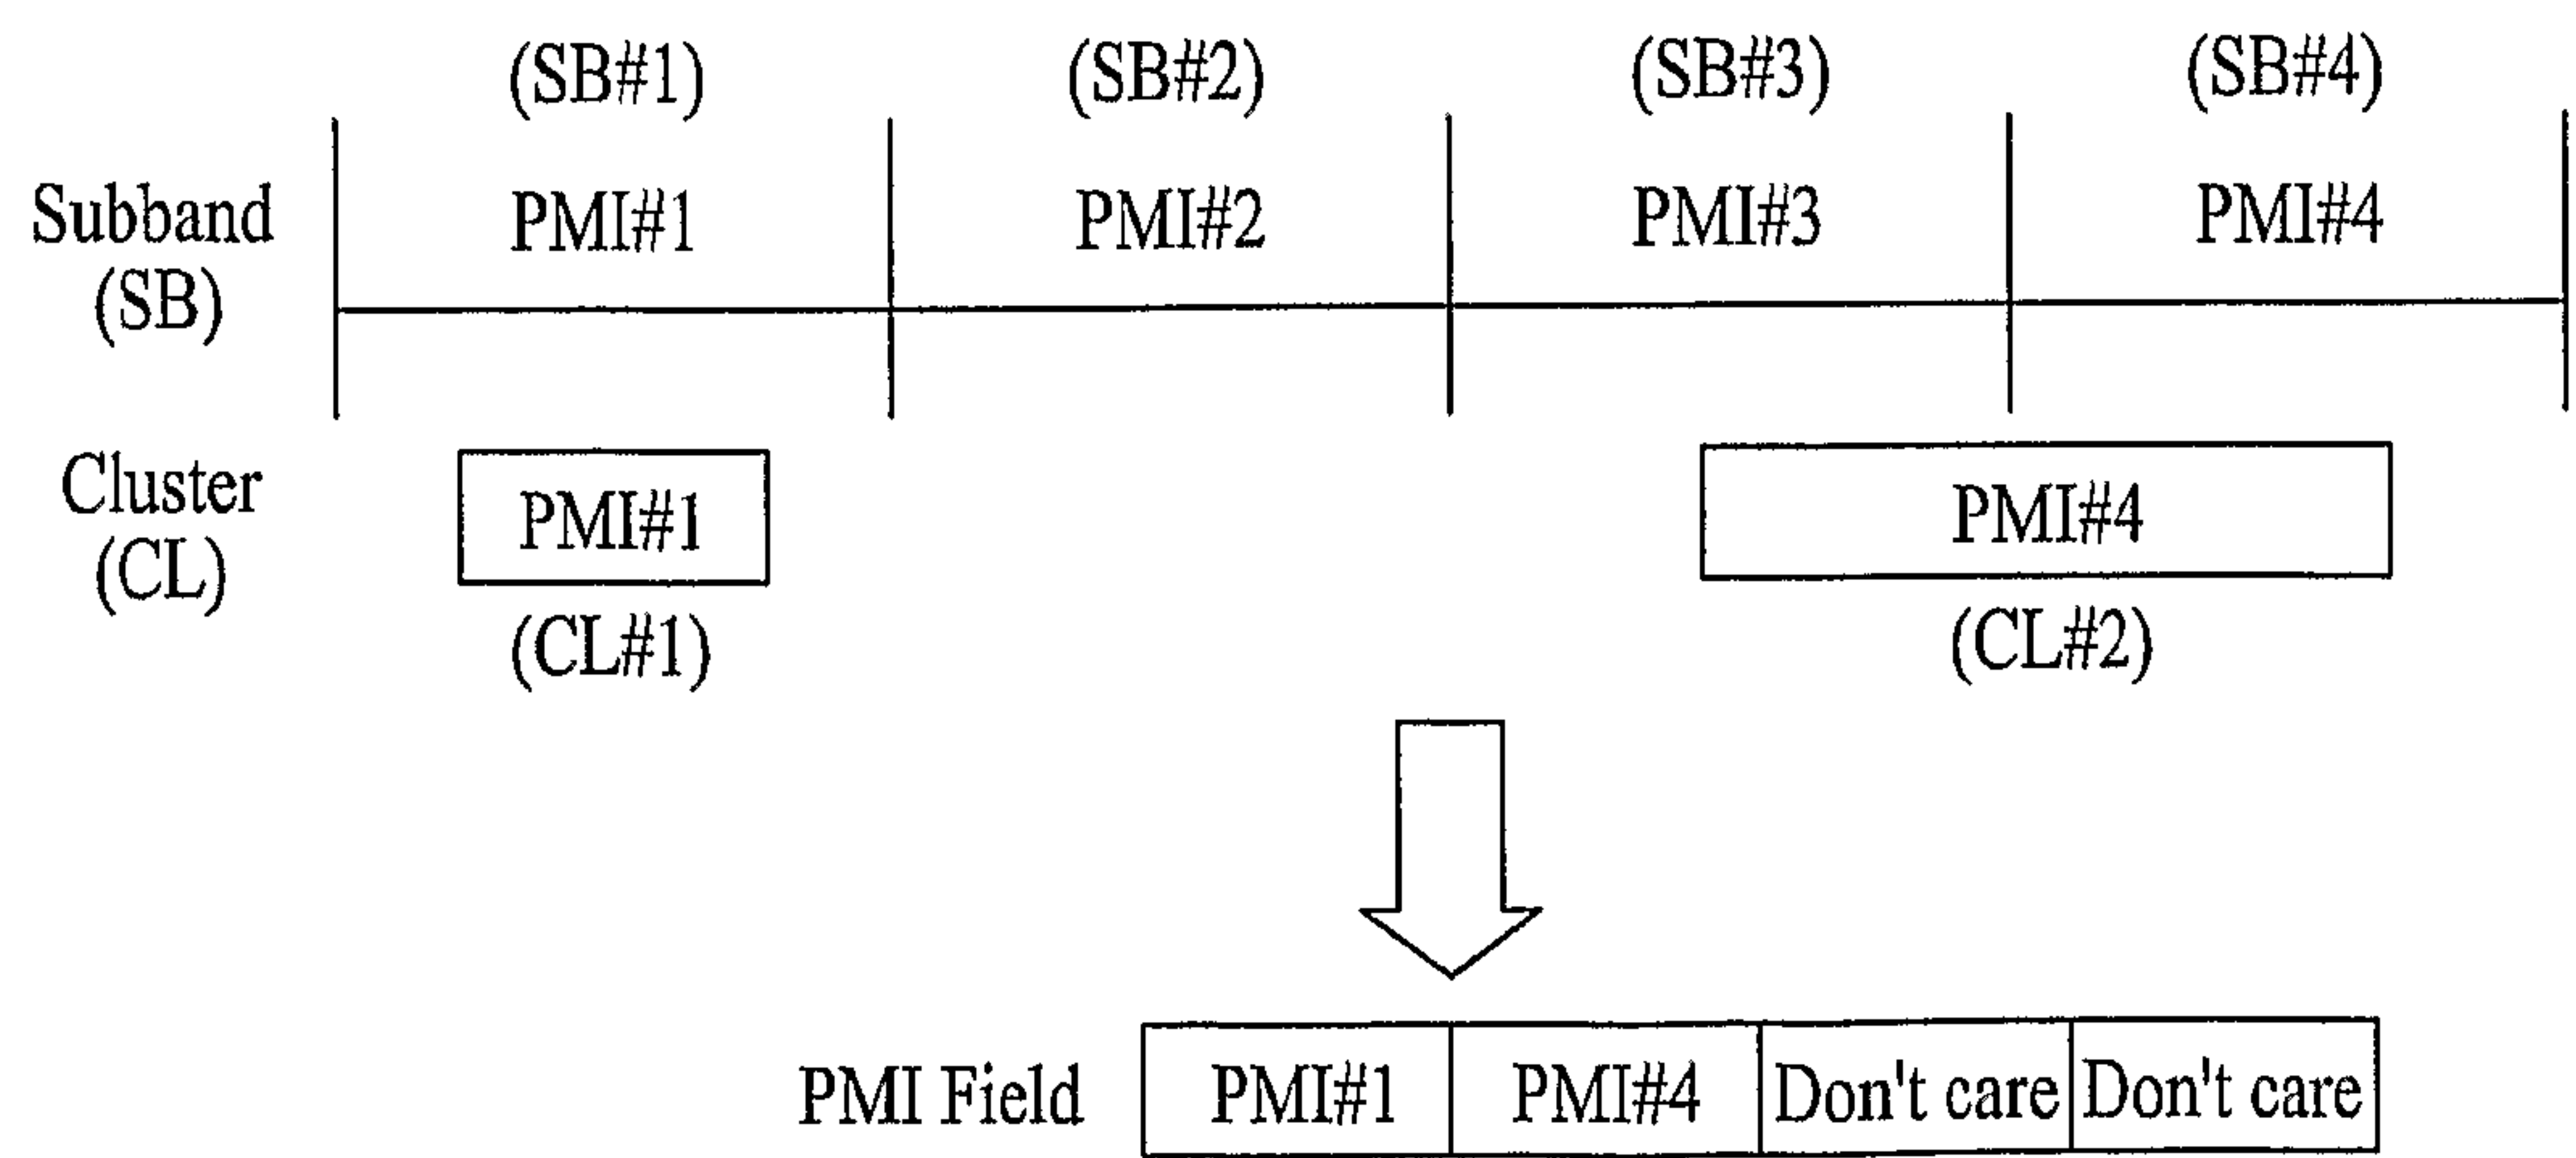 (SB#1) (SB#2) (SB#3) (SB#4)
Subband
(SB)
PMI#1 PMI#2 PMI#3 PMI#4
Cluster
(CL)
PMI#1 PMI#4
(CL#1) (CL#2)
PMI Field PMI#1 PMI#4 Don't care Don't care